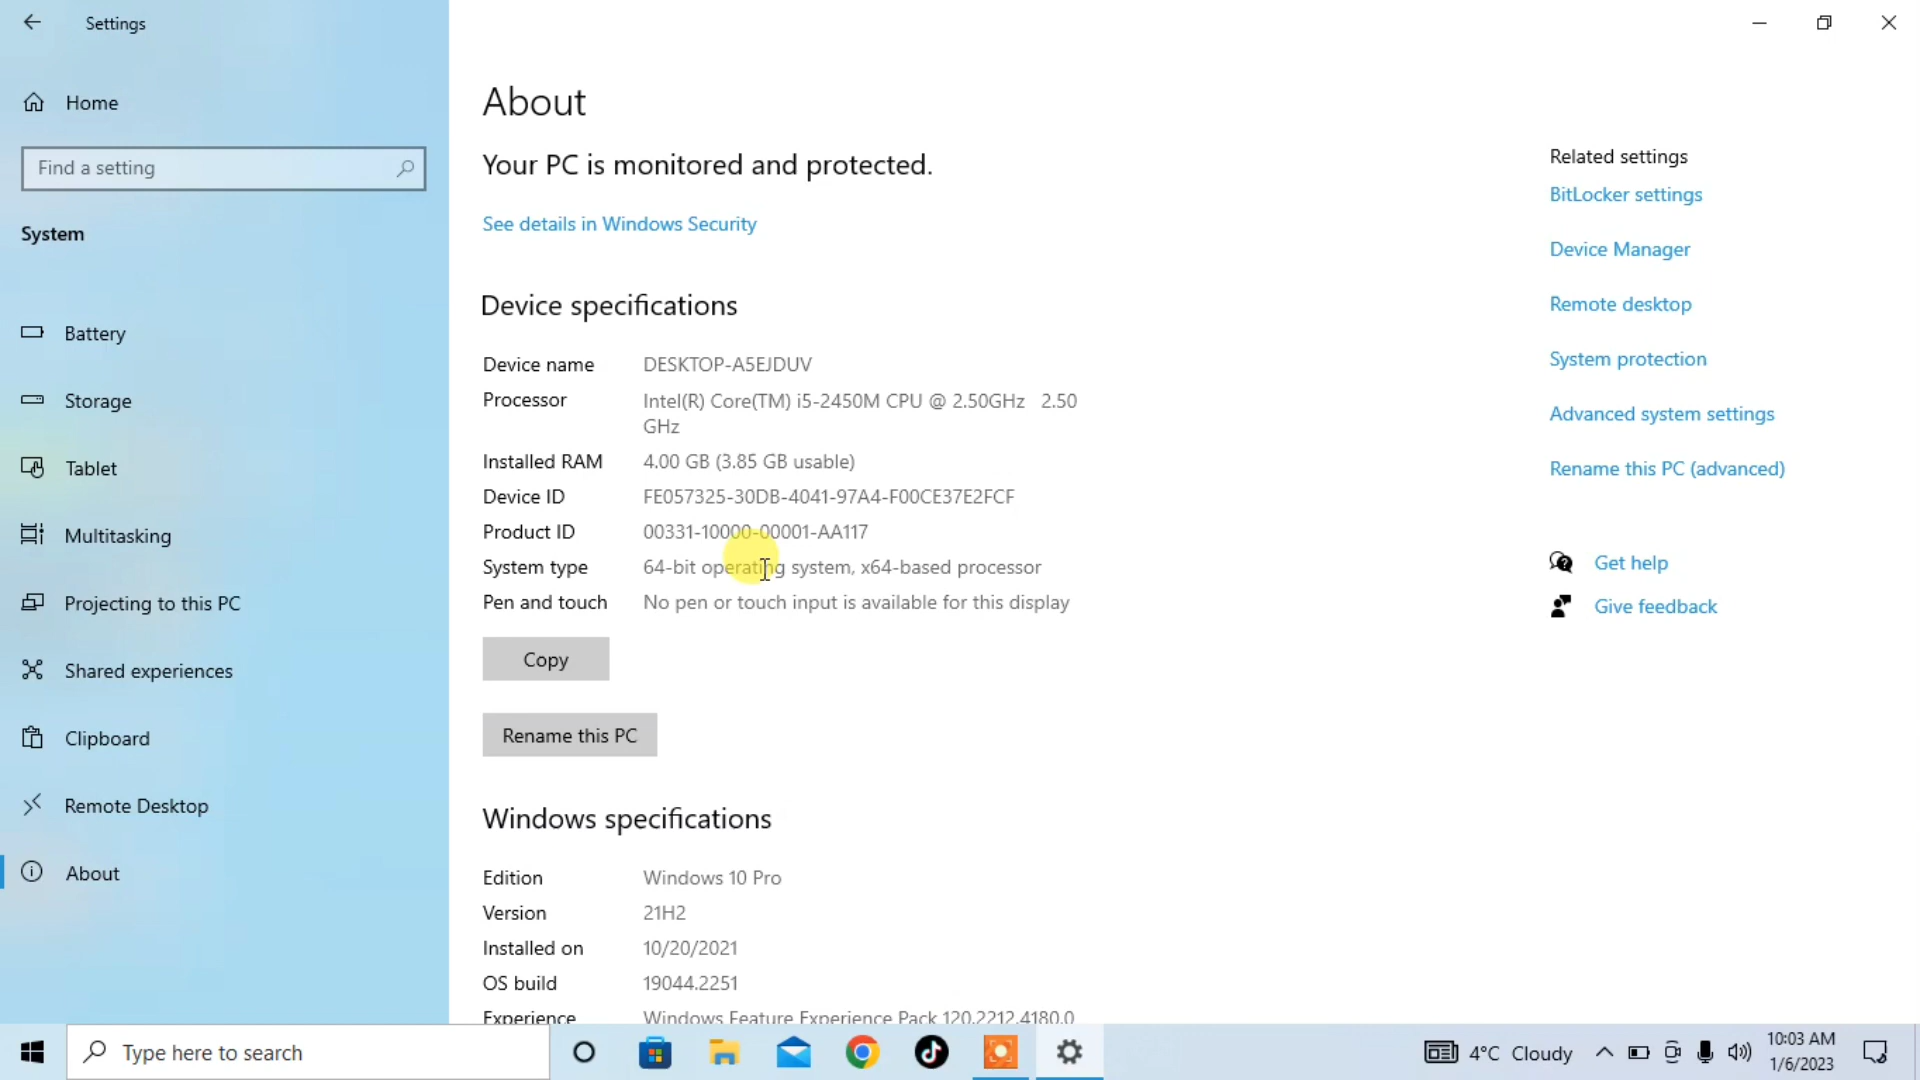 Settings
Home
Find a setting
System
Battery
Storage
Tablet
Multitasking
Projecting to this PC
Shared experiences
Clipboard
Remote Desktop
About
About
Your PC is monitored and protected.
See details in Windows Security
Device specifications
Device name DESKTOP-A5EJDUV
Processor Intel(R) Core(TM) i5-2450M CPU @ 2.50GHz 2.50
GHz
Installed RAM 4.00 GB (3.85 GB usable)
Device ID FE057325-30DB-4041-97A4-F00CE37E2FCF
Product ID 00331-10000-00001-AA117
System type 64-bit operating system, x64-based processor
Pen and touch No pen or touch input is available for this display
Copy
Rename this PC
Windows specifications
Edition Windows 10 Pro
Version 21H2
Installed on 10/20/2021
OS build 19044.2251
Experience Windows Feature Experience Pack 120.2212.4180.0
Related settings
BitLocker settings
Device Manager
Remote desktop
System protection
Advanced system settings
Rename this PC (advanced)
Get help
Give feedback
Type here to search
4°C Cloudy
10:03 AM
1/6/2023